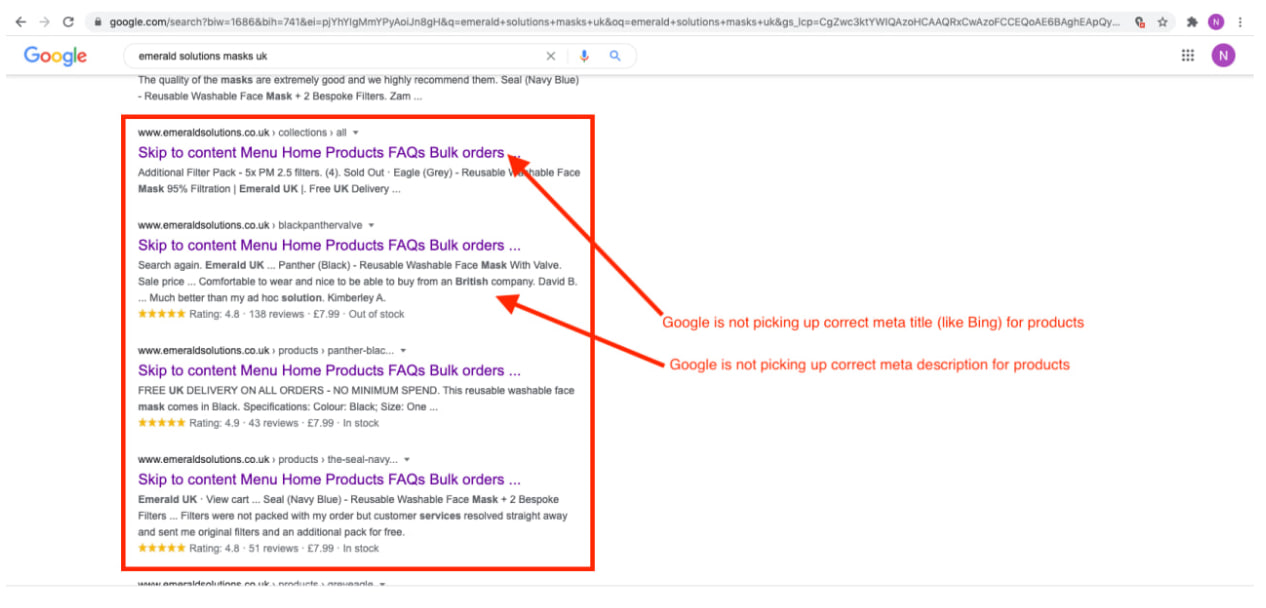 google.com/search?biw=1686&bih=741&ei=pjYhYIgMmYPyAoiJn8gH&q=emerald+solutions+masks+uk&oq=emerald+solutions+masks+uk&gs_lcp=CgZwc3ktYWIQAzoHCAAQRxCwAzoFCCEQoAE6BAghEApQy...
N
Google
emerald solutions masks uk
N
The quality of the masks are extremely good and we highly recommend them. Seal (Navy Blue)
- Reusable Washable Face Mask + 2 Bespoke Filters. Zam ...
www.emeraldsolutions.co.uk › collections › all
Skip to content Menu Home Products FAQs Bulk orders ...
Additional Filter Pack - 5x PM 2.5 filters. (4). Sold Out · Eagle (Grey) - Reusable Washable Face
Mask 95% Filtration | Emerald UK |. Free UK Delivery ...
www.emeraldsolutions.co.uk › blackpanthervalve
Skip to content Menu Home Products FAQs Bulk orders ...
Search again. Emerald UK ... Panther (Black) - Reusable Washable Face Mask With Valve.
Sale price ... Comfortable to wear and nice to be able to buy from an British company. David B.
... Much better than my ad hoc solution. Kimberley A.
★★★★★ Rating: 4.8 · 138 reviews · £7.99 · Out of stock
Google is not picking up correct meta title (like Bing) for products
www.emeraldsolutions.co.uk › products › panther-blac...
Google is not picking up correct meta description for products
Skip to content Menu Home Products FAQs Bulk orders ...
FREE UK DELIVERY ON ALL ORDERS - NO MINIMUM SPEND. This reusable washable face
mask comes in Black. Specifications: Colour: Black; Size: One ...
★★★★★ Rating: 4.9 · 43 reviews · £7.99 · In stock
www.emeraldsolutions.co.uk › products › the-seal-navy...
Skip to content Menu Home Products FAQs Bulk orders ...
Emerald UK · View cart ... Seal (Navy Blue) - Reusable Washable Face Mask + 2 Bespoke
Filters ... Filters were not packed with my order but customer services resolved straight away
and sent me original filters and an additional pack for free.
★★★★★ Rating: 4.8 · 51 reviews · £7.99 · In stock
www.emeraldsolutions.co.uk › products › greyeagle